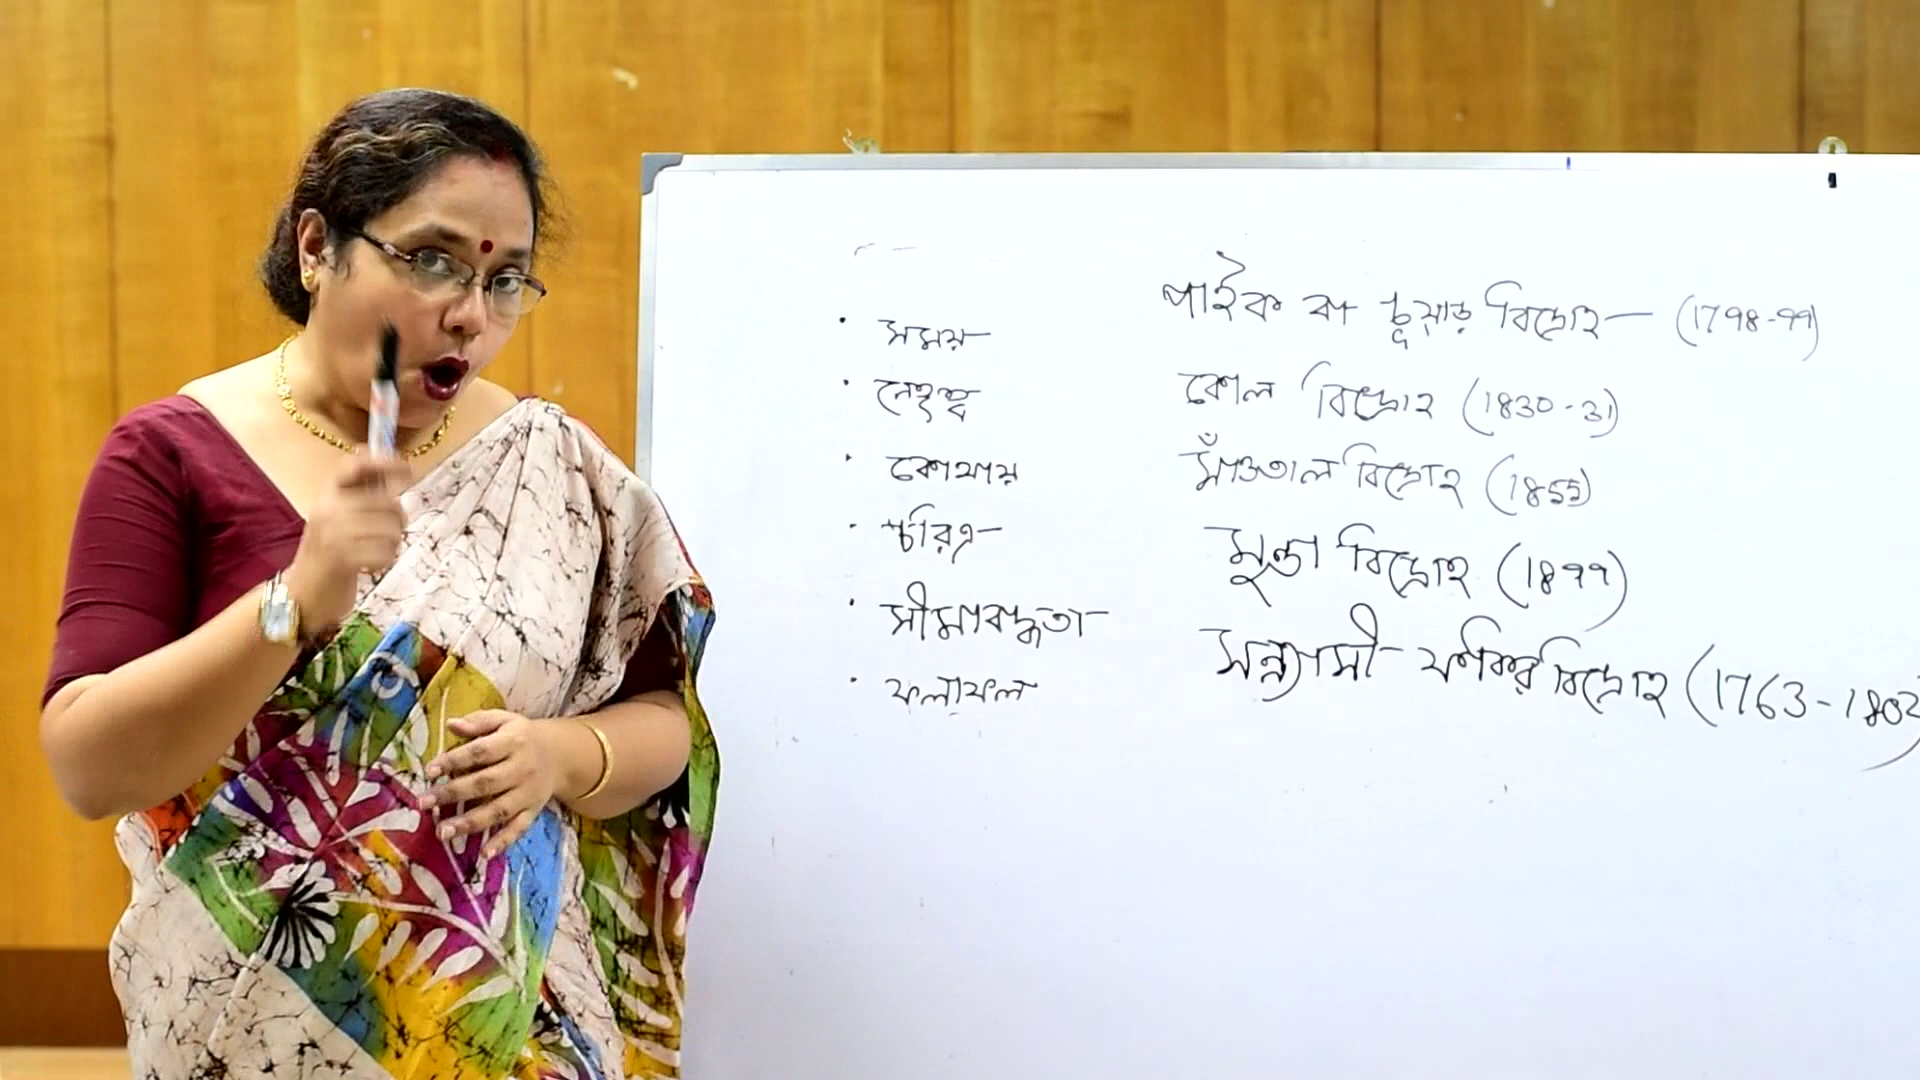 সময়
নেতৃত্ব
কোথায়
চরিত্র
সীমাবদ্ধতা
ফলাফল
পাইক বা চুয়াড় বিদ্রোহ — (1798-99)
কোল বিদ্রোহ (1830-31)
সাঁওতাল বিদ্রোহ (1855)
মুন্ডা বিদ্রোহ (1899)
সন্ন্যাসী - ফকির বিদ্রোহ (1763-1802)